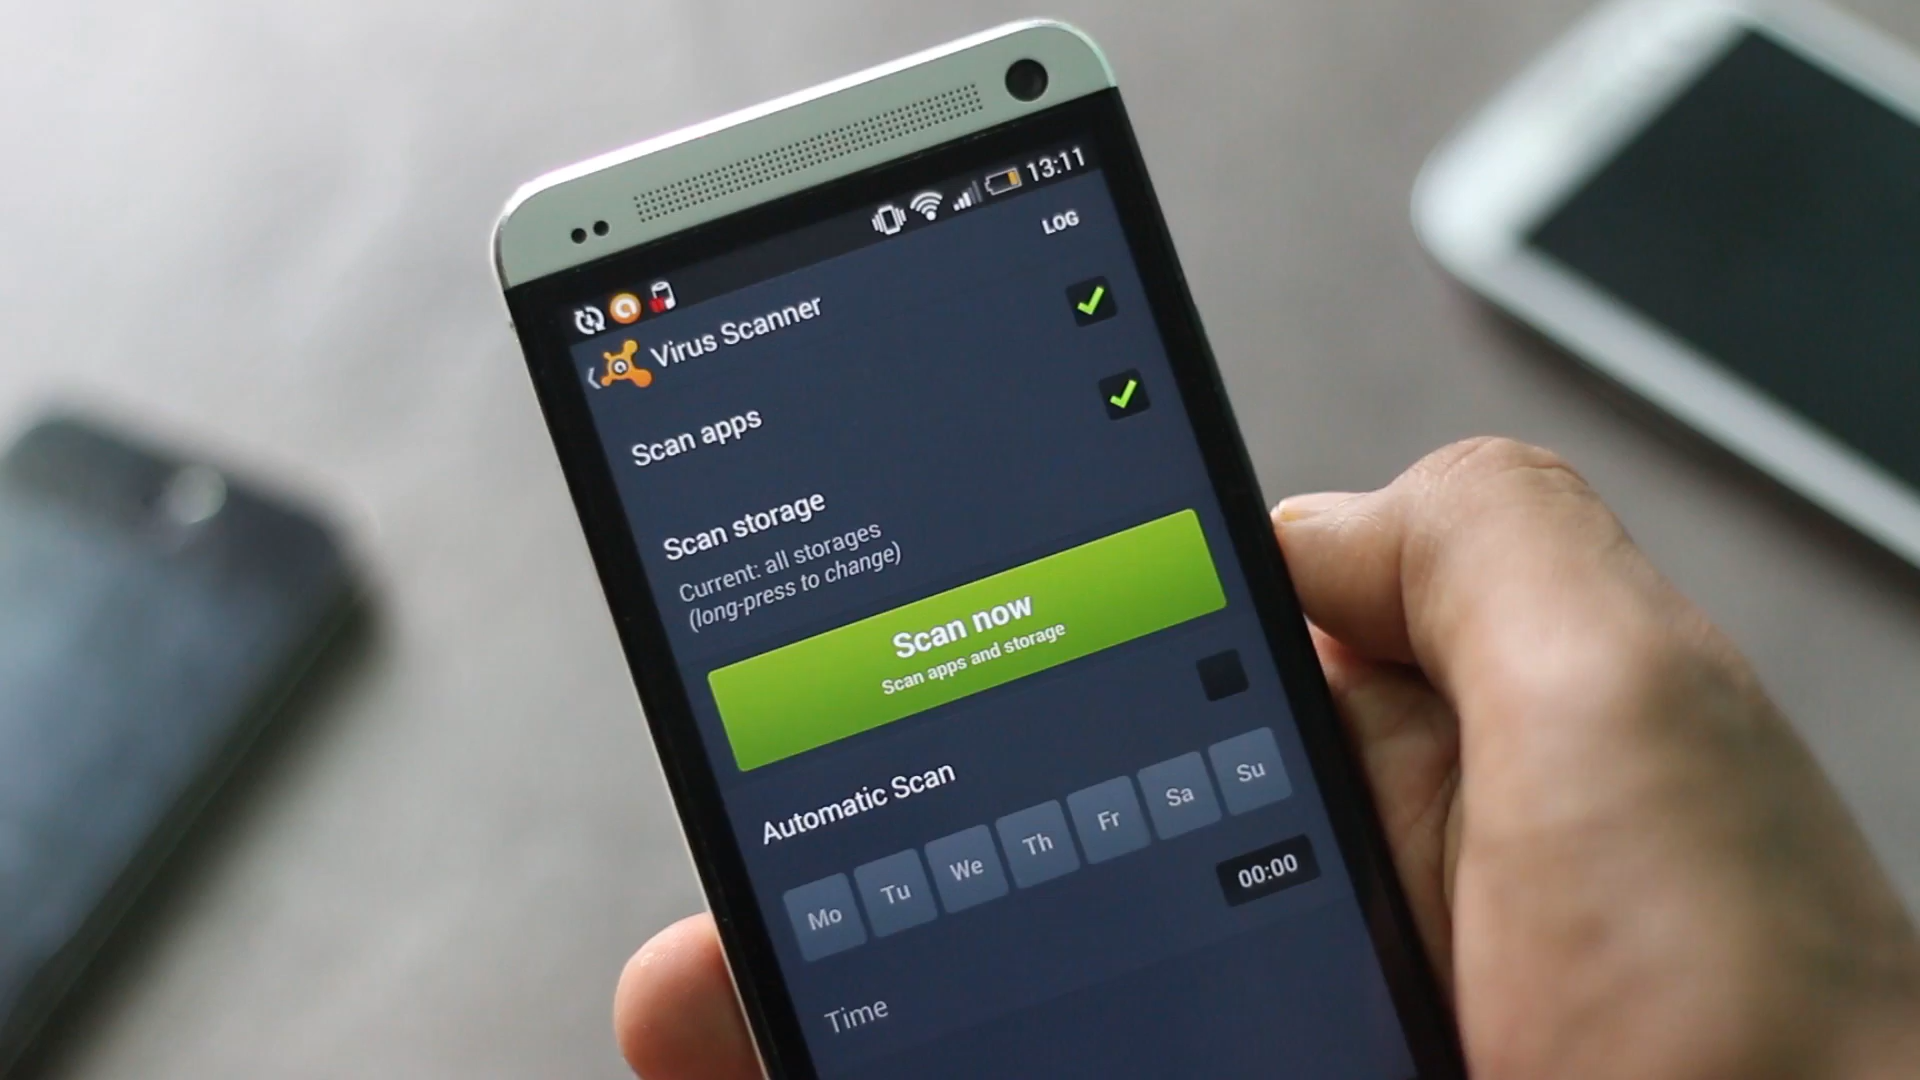 13:11
LOG
Virus Scanner
Scan apps
Scan storage
Current: all storages
(long-press to change)
Scan now
Scan apps and storage
Automatic Scan
Mo Tu We Th Fr Sa Su
00:00
Time